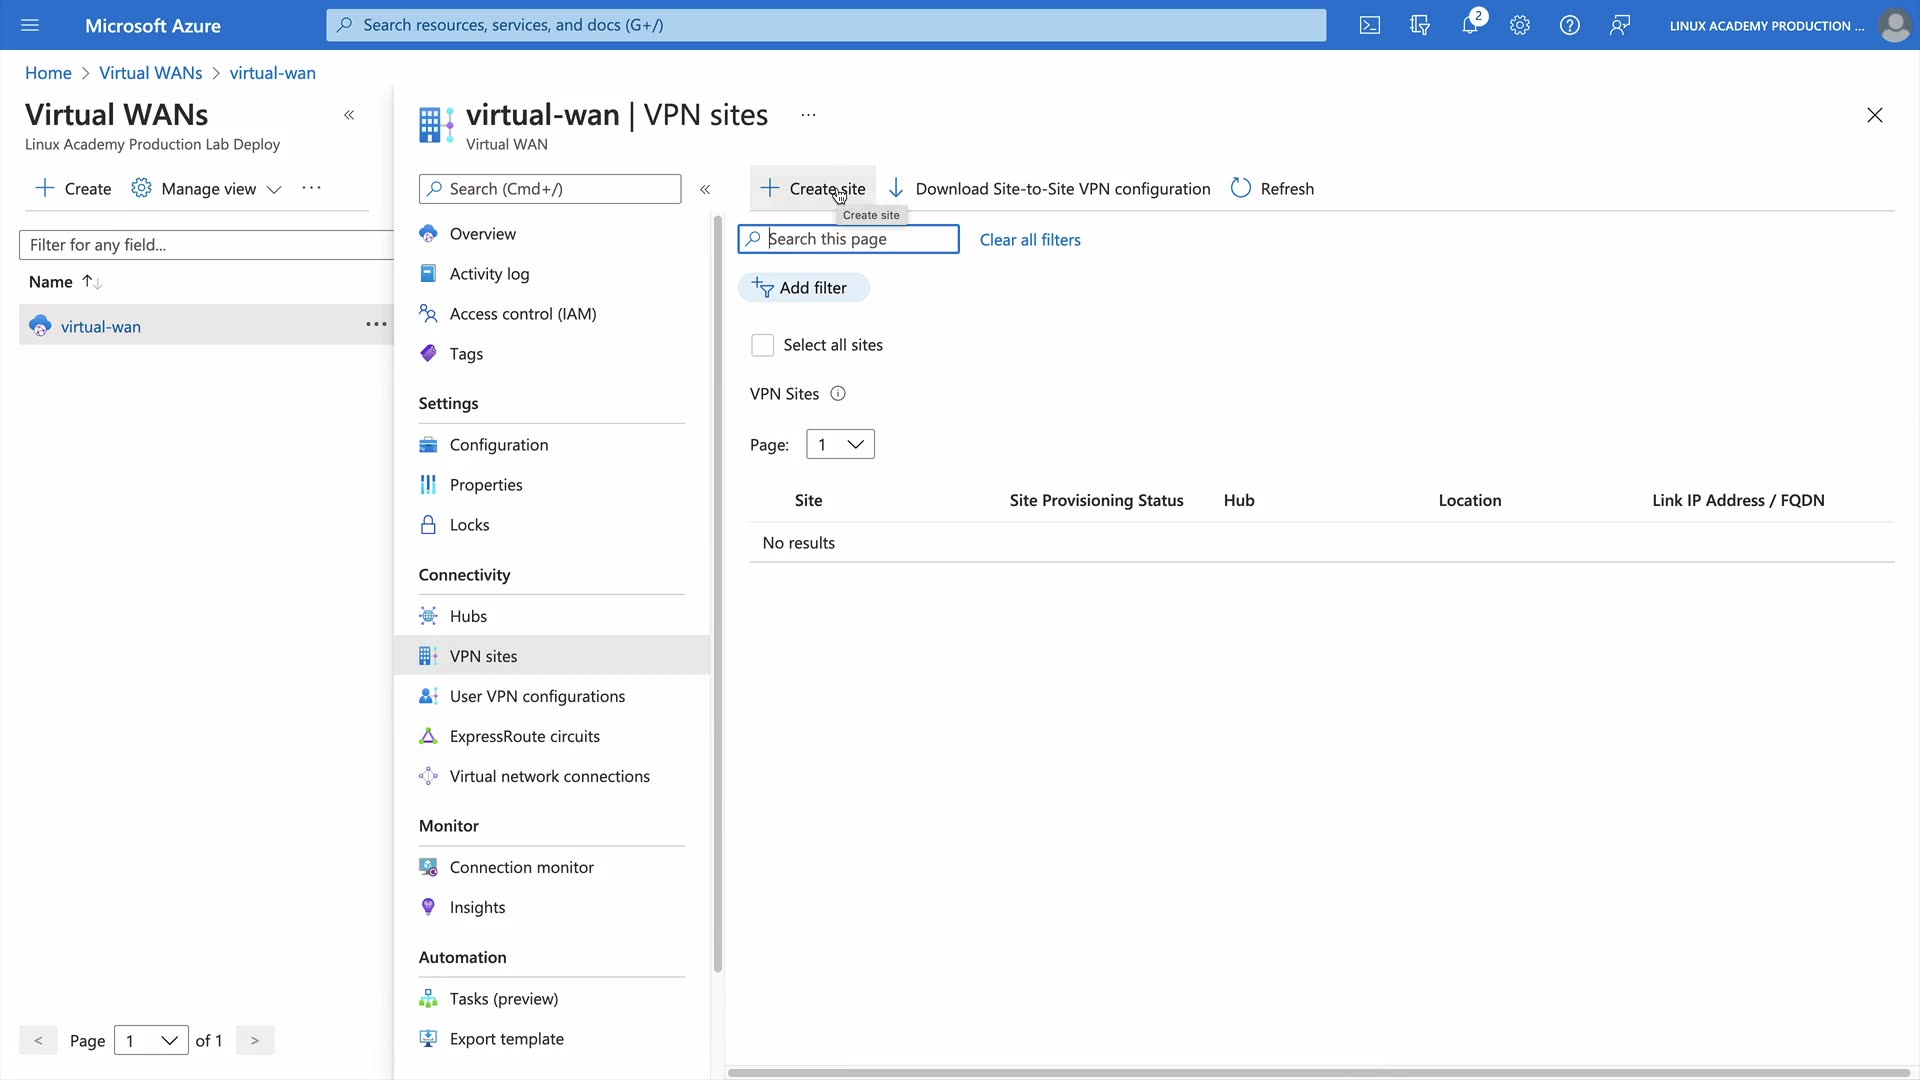 Microsoft Azure
Search resources, services, and docs (G+/)
2
LINUX ACADEMY PRODUCTION ...
Home > Virtual WANs > virtual-wan
Virtual WANs
«
Linux Academy Production Lab Deploy
Create
Manage view
...
Filter for any field...
Name ↑↓
virtual-wan
...
< Page 1 of 1 >
virtual-wan | VPN sites
...
Virtual WAN
Search (Cmd+/)
«
Overview
Activity log
Access control (IAM)
Tags
Settings
Configuration
Properties
Locks
Connectivity
Hubs
VPN sites
User VPN configurations
ExpressRoute circuits
Virtual network connections
Monitor
Connection monitor
Insights
Automation
Tasks (preview)
Export template
Create site
Download Site-to-Site VPN configuration
Refresh
Create site
Search this page
Clear all filters
Add filter
Select all sites
VPN Sites
Page: 1
Site Site Provisioning Status Hub Location Link IP Address / FQDN
No results